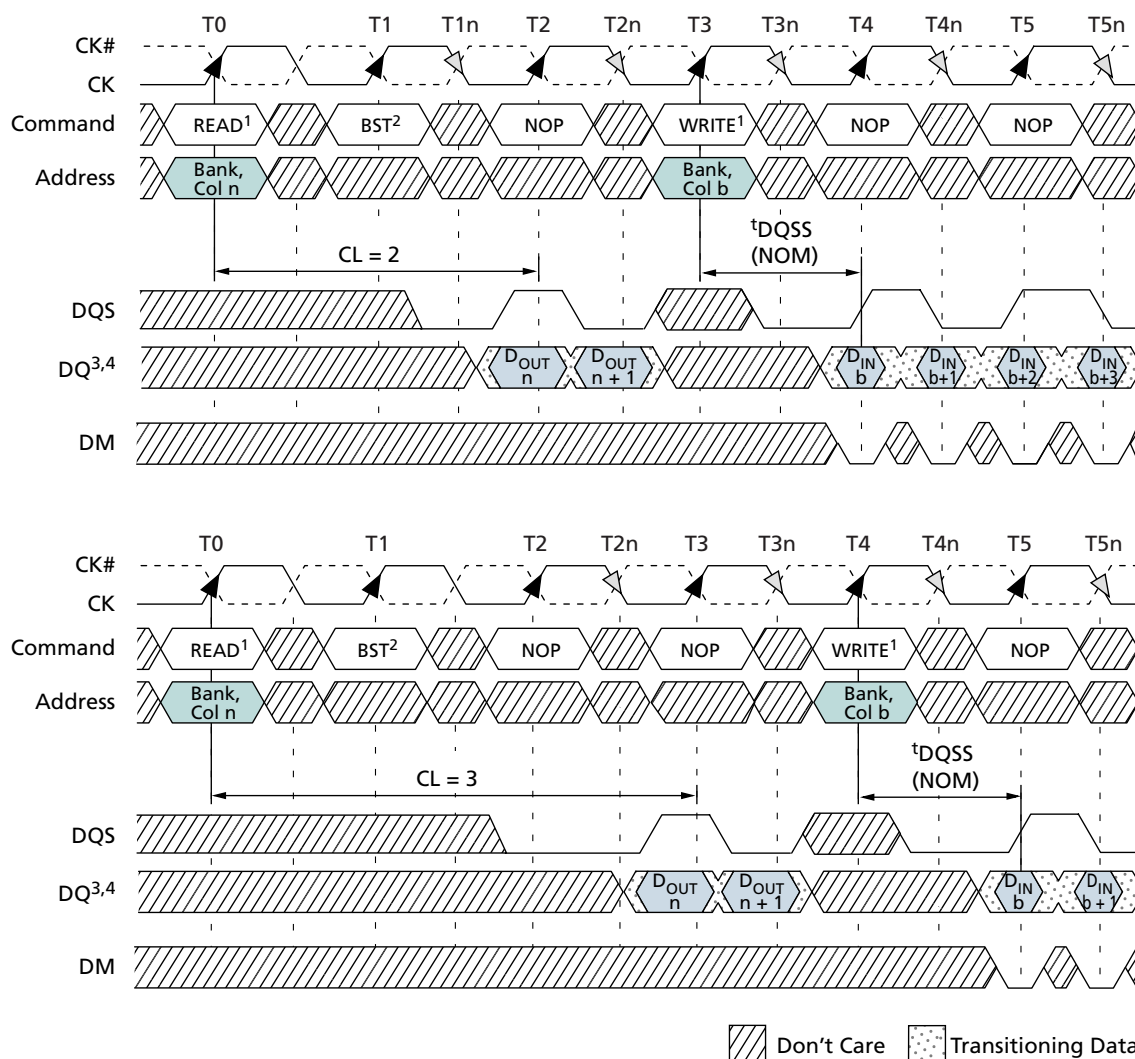 T0 T1 T1n T2 T2n T3 T3n T4 T4n T5 T5n
CK#
CK
Command READ1 BST2 NOP WRITE1 NOP NOP
Address Bank, Col n Bank, Col b
CL = 2
tDQSS
(NOM)
DQS
DQ3,4 DOUT n DOUT n + 1 DIN b DIN b+1 DIN b+2 DIN b+3
DM
T0 T1 T2 T2n T3 T3n T4 T4n T5 T5n
CK#
CK
Command READ1 BST2 NOP NOP WRITE1 NOP
Address Bank, Col n Bank, Col b
CL = 3
tDQSS
(NOM)
DQS
DQ3,4 DOUT n DOUT n + 1 DIN b DIN b + 1
DM
Don't Care Transitioning Data